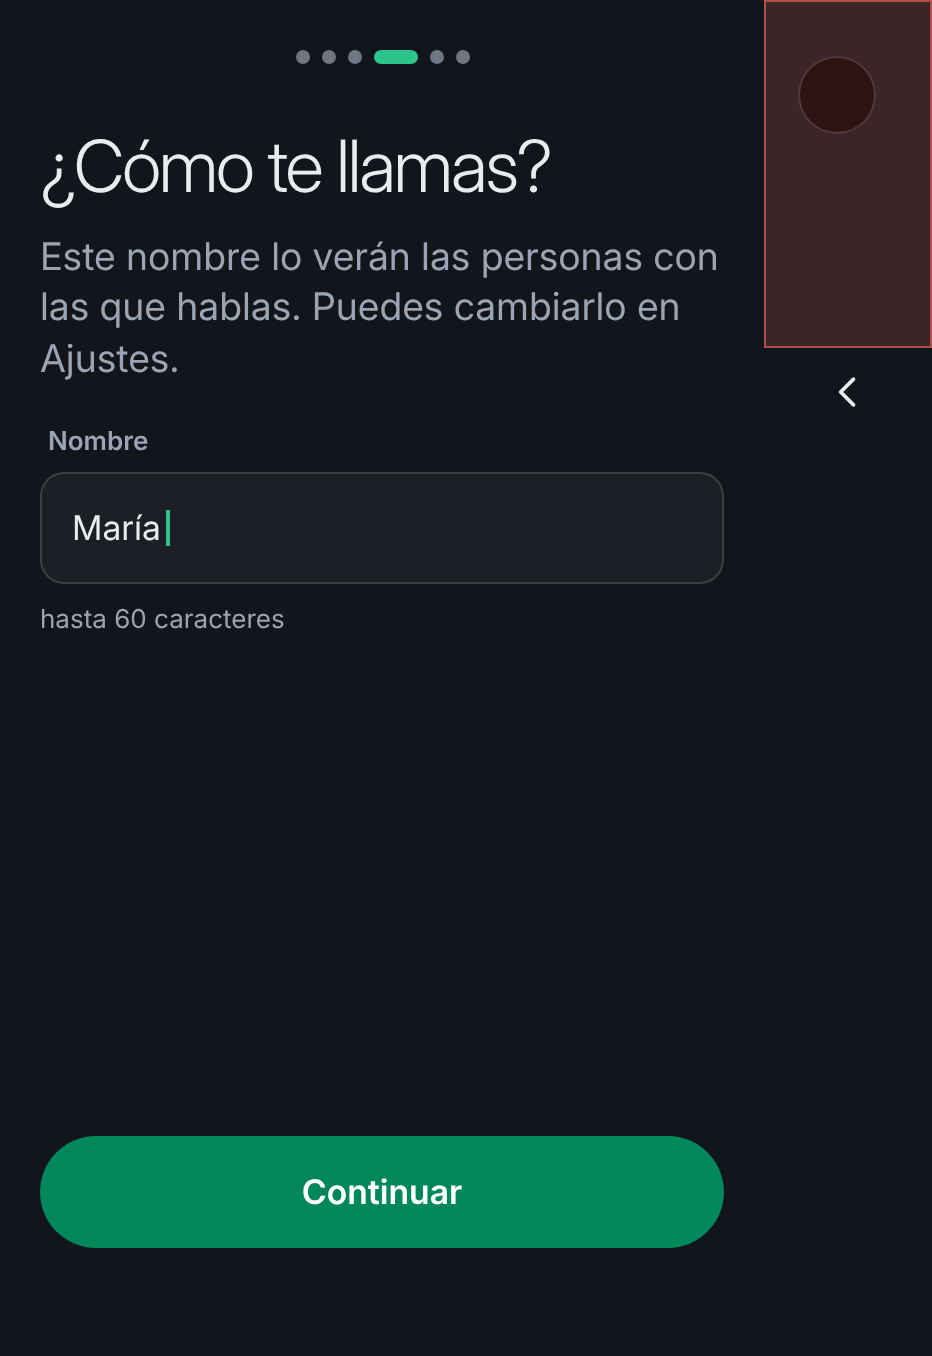 ¿Cómo te llamas?
Este nombre lo verán las personas con
las que hablas. Puedes cambiarlo en
Ajustes.
Nombre
María
hasta 60 caracteres
Continuar